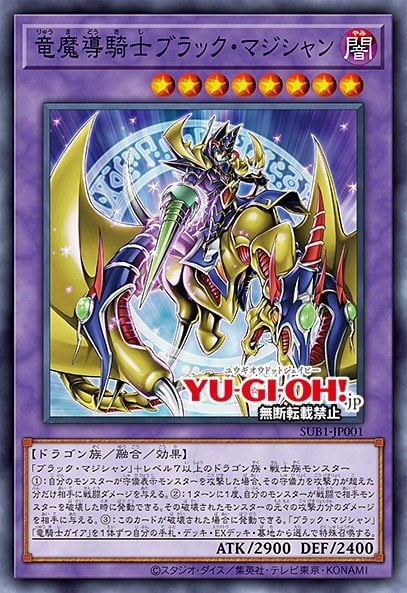 竜魔導騎士ブラック・マジシャン
闇
ユウギオウドットジェイピー
YU-GI-OH!.jp
無断転載禁止
SUB1-JP001
【ドラゴン族/融合/効果】
「ブラック・マジシャン」+レベル7以上のドラゴン族・戦士族モンスター
①:自分のモンスターが守備表示モンスターを攻撃した場合、その守備力を攻撃力が超えた
分だけ相手に戦闘ダメージを与える。②:1ターンに1度、自分のモンスターが戦闘で相手モン
スターを破壊した時に発動できる。その破壊されたモンスターの元々の攻撃力分のダメージ
を相手に与える。③:このカードが破壊された場合に発動できる。「ブラック・マジシャン」
「竜騎士ガイア」を1体ずつ自分の手札・デッキ・EXデッキ・墓地から選んで特殊召喚する
ATK/2900 DEF/2400
©スタジオ・ダイス/集英社・テレビ東京・KONAMI